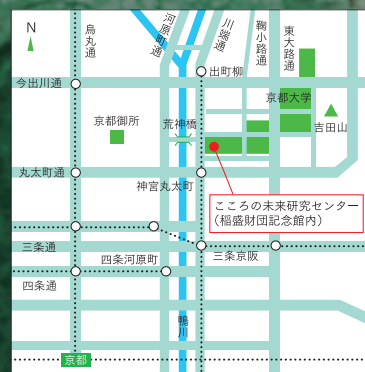 N
烏丸通
河原町通
川端通
鞠小路通
東大路通
今出川通
出町柳
京都大学
京都御所
荒神橋
吉田山
丸太町通
神宮丸太町
こころの未来研究センター
(稲盛財団記念館内)
三条通
三条京阪
四条河原町
四条通
鴨川
京都